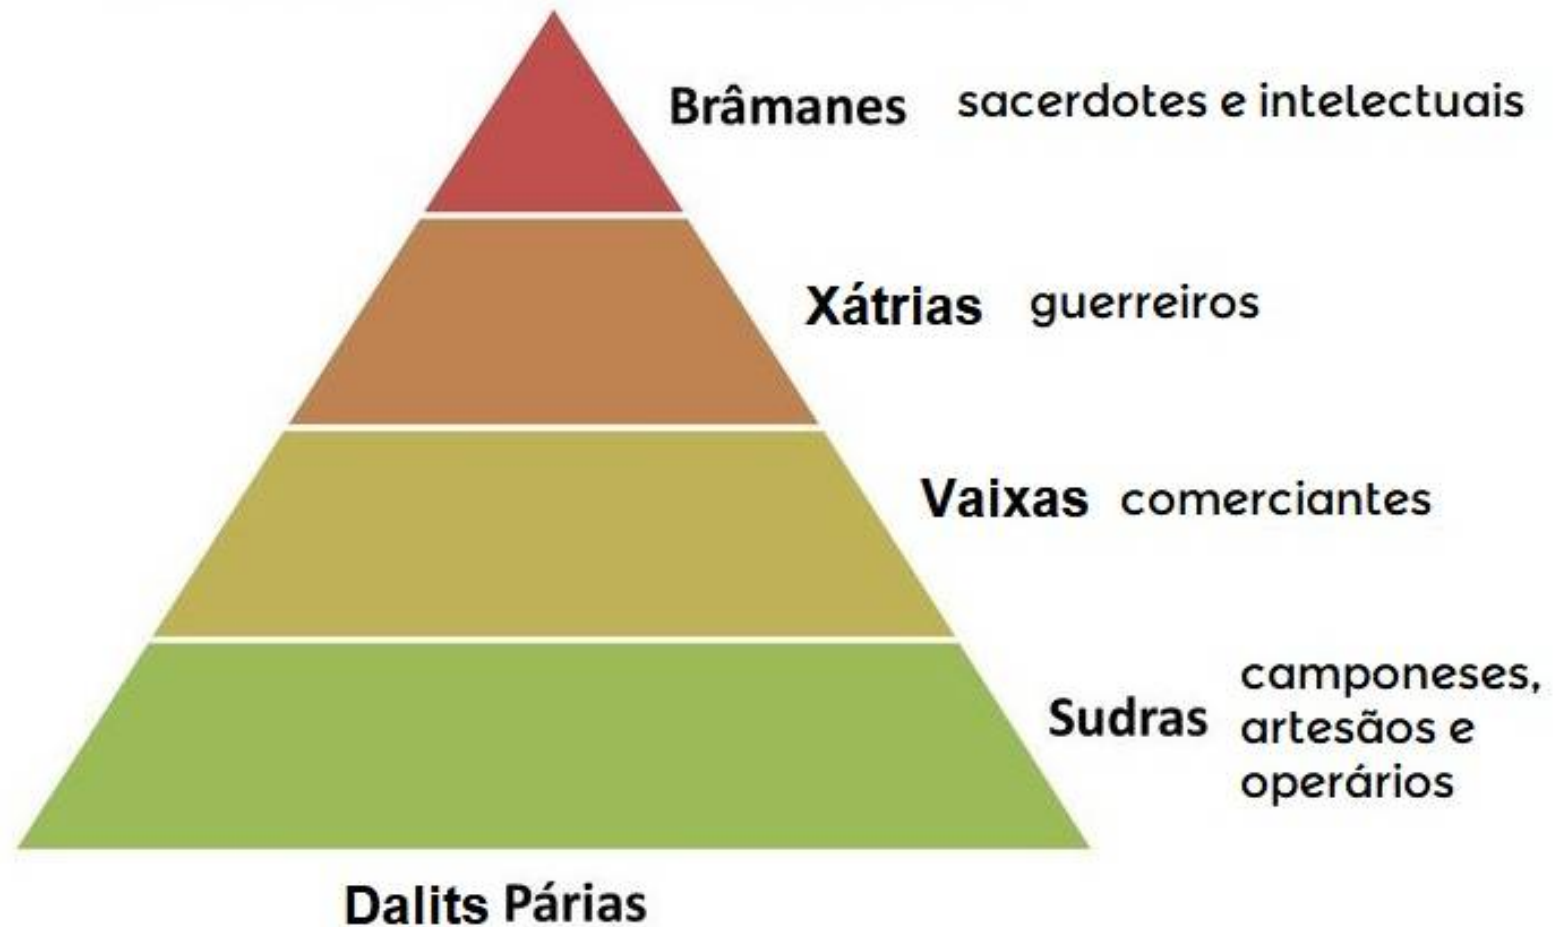 Brâmanes sacerdotes e intelectuais
Xátrias guerreiros
Vaixas comerciantes
Sudras camponeses,
artesãos e
operários
Dalits Párias